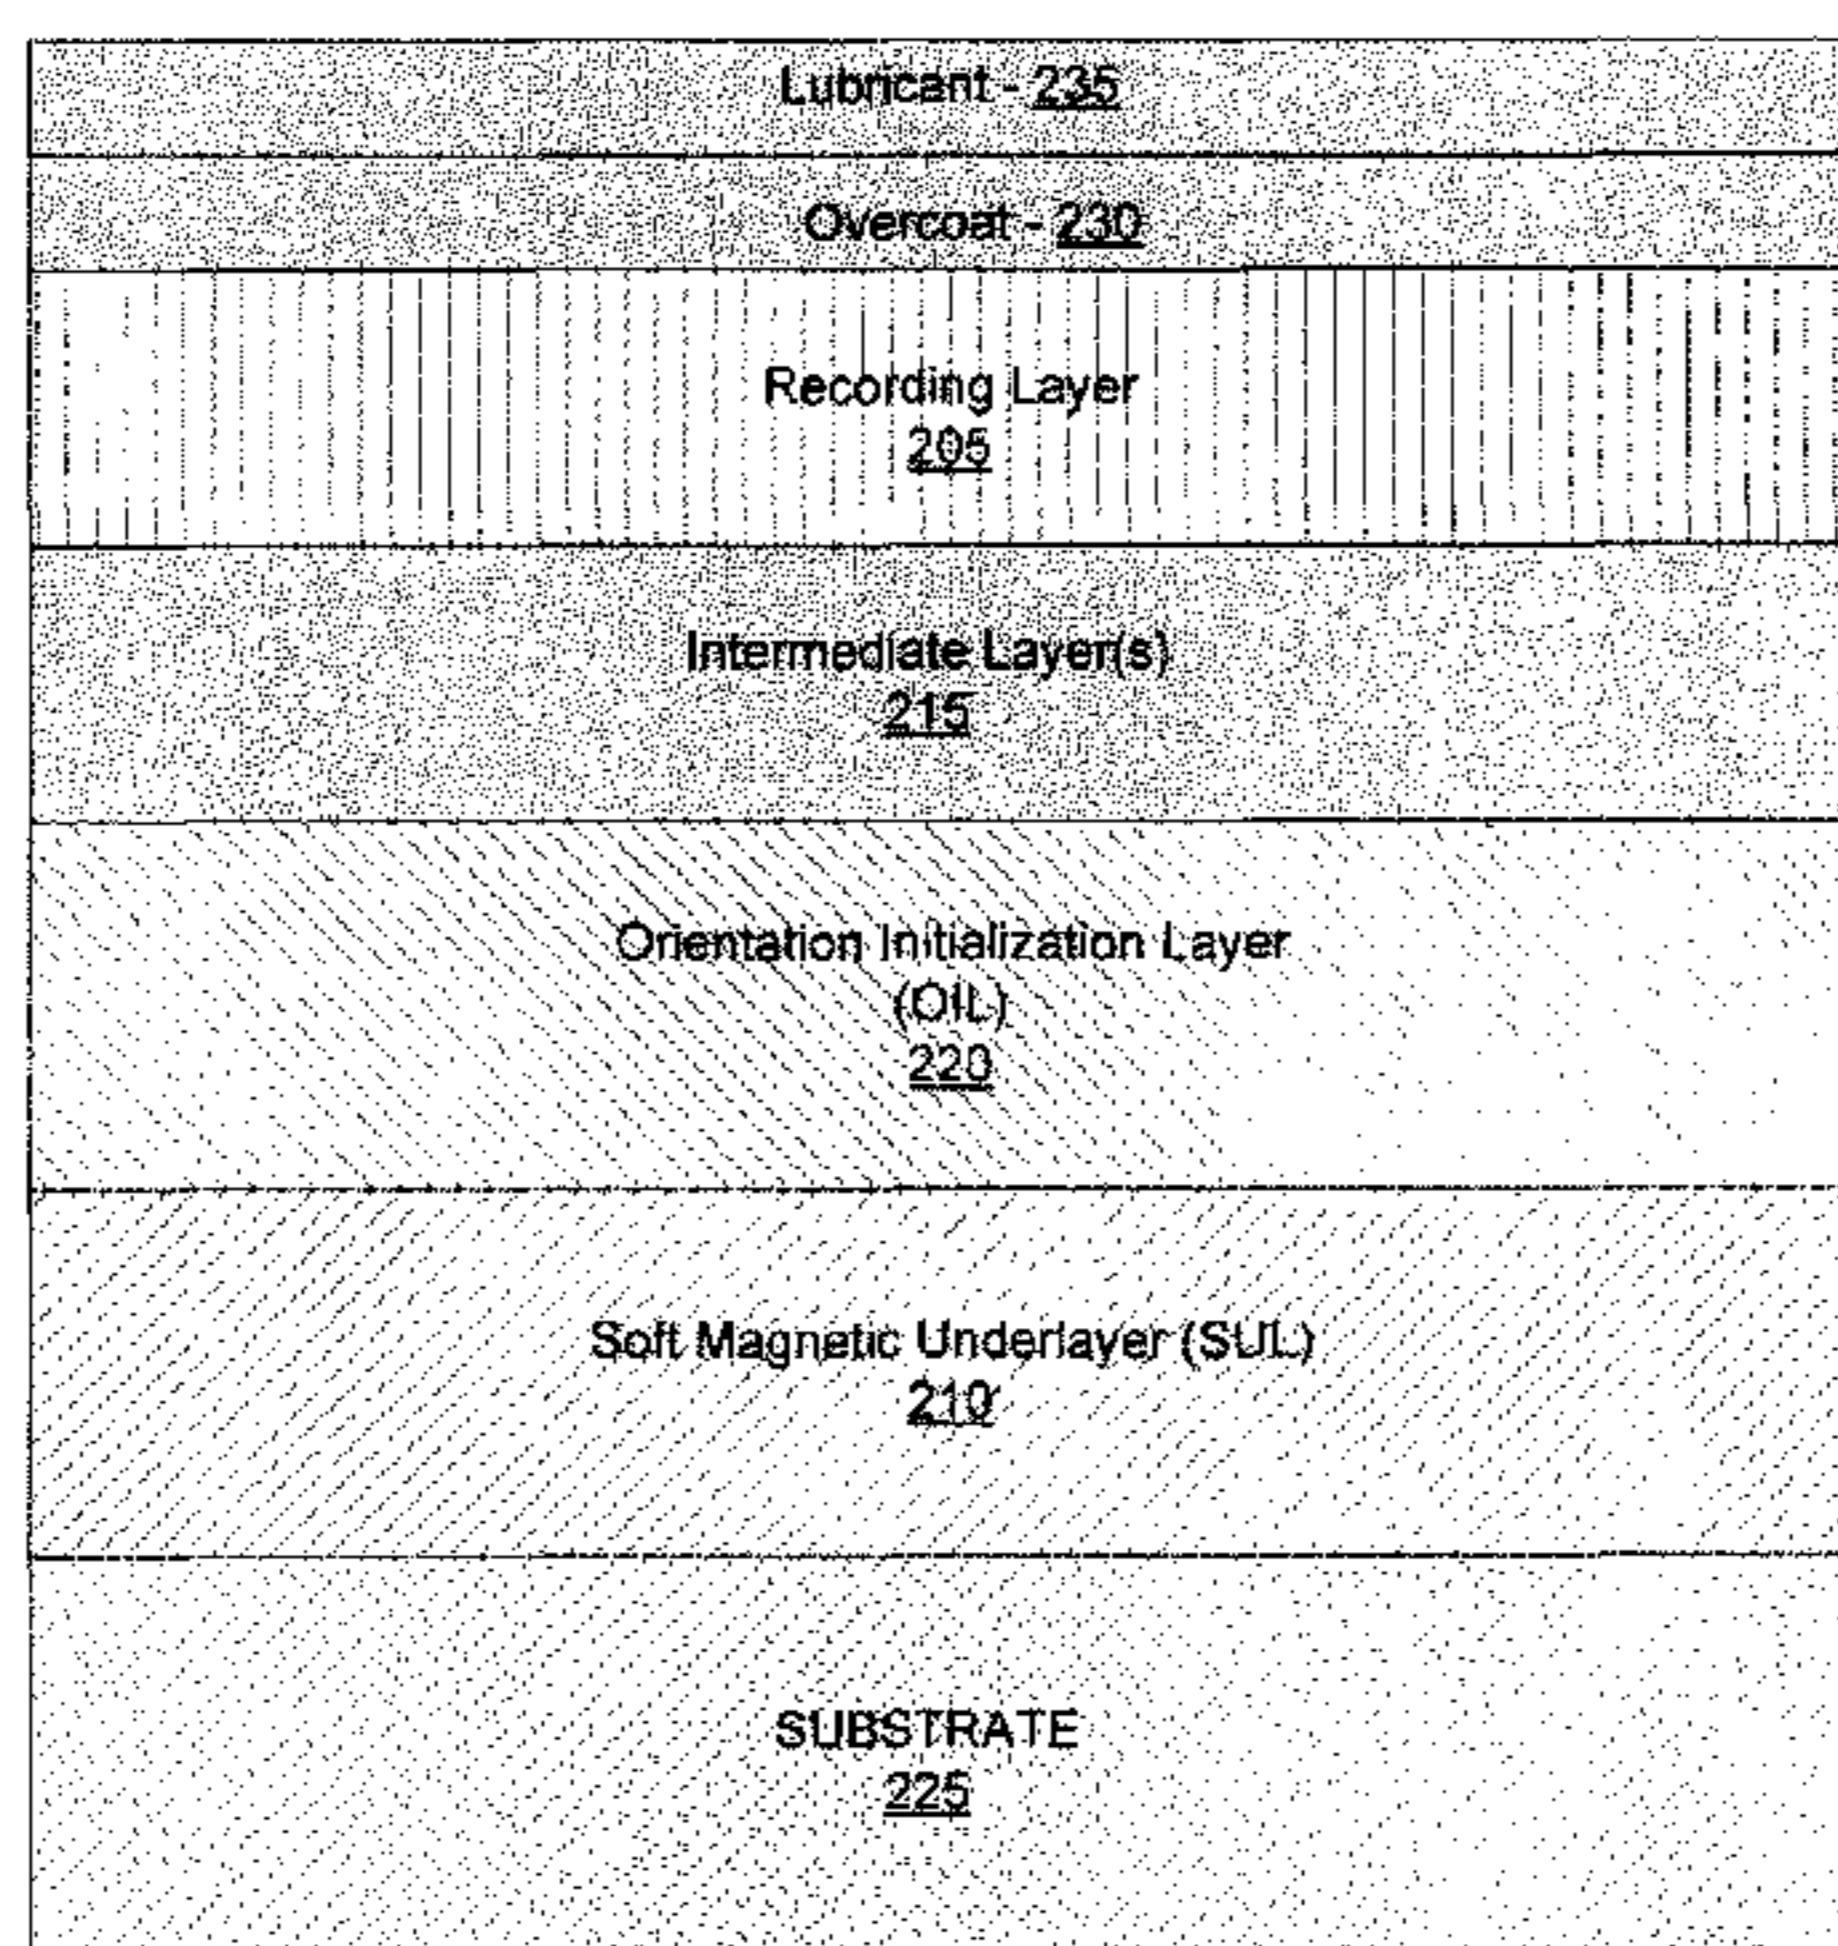 Lubricant - 235
Overcoat - 230
Recording Layer
205
Intermediate Layer(s)
215
Orientation Initialization Layer
(OIL)
220
Soft Magnetic Underlayer (SUL)
210
SUBSTRATE
225